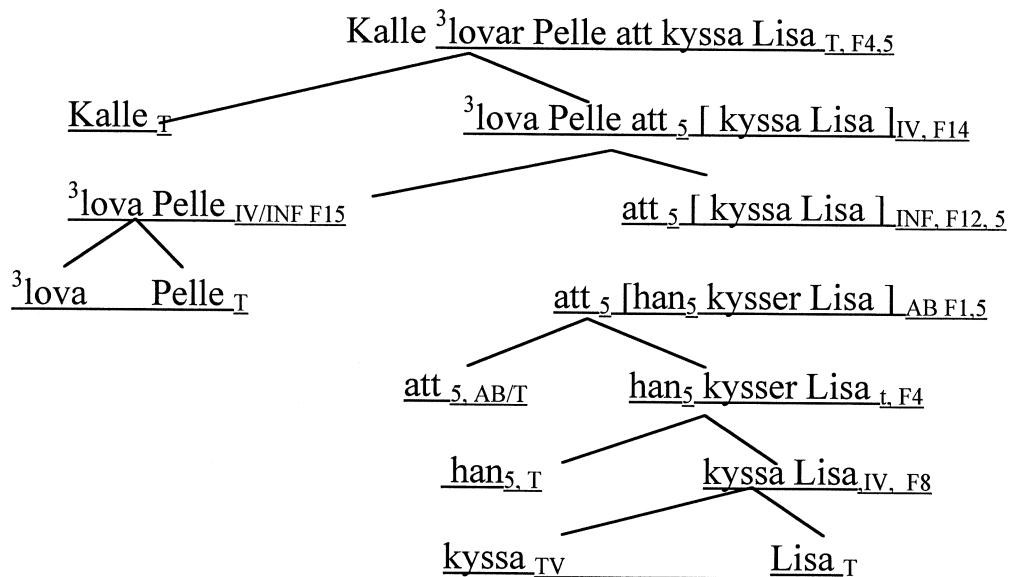 Kalle ³lovar Pelle att kyssa Lisa T, F4,5
Kalle T
³lova Pelle att 5 [ kyssa Lisa ]IV, F14
³lova Pelle IV/INF F15
att 5 [ kyssa Lisa ] INF, F12, 5
³lova Pelle T
att 5 [han5 kysser Lisa ] AB F1,5
att 5, AB/T
han5 kysser Lisa t, F4
han5, T
kyssa Lisa,IV, F8
kyssa TV
Lisa T